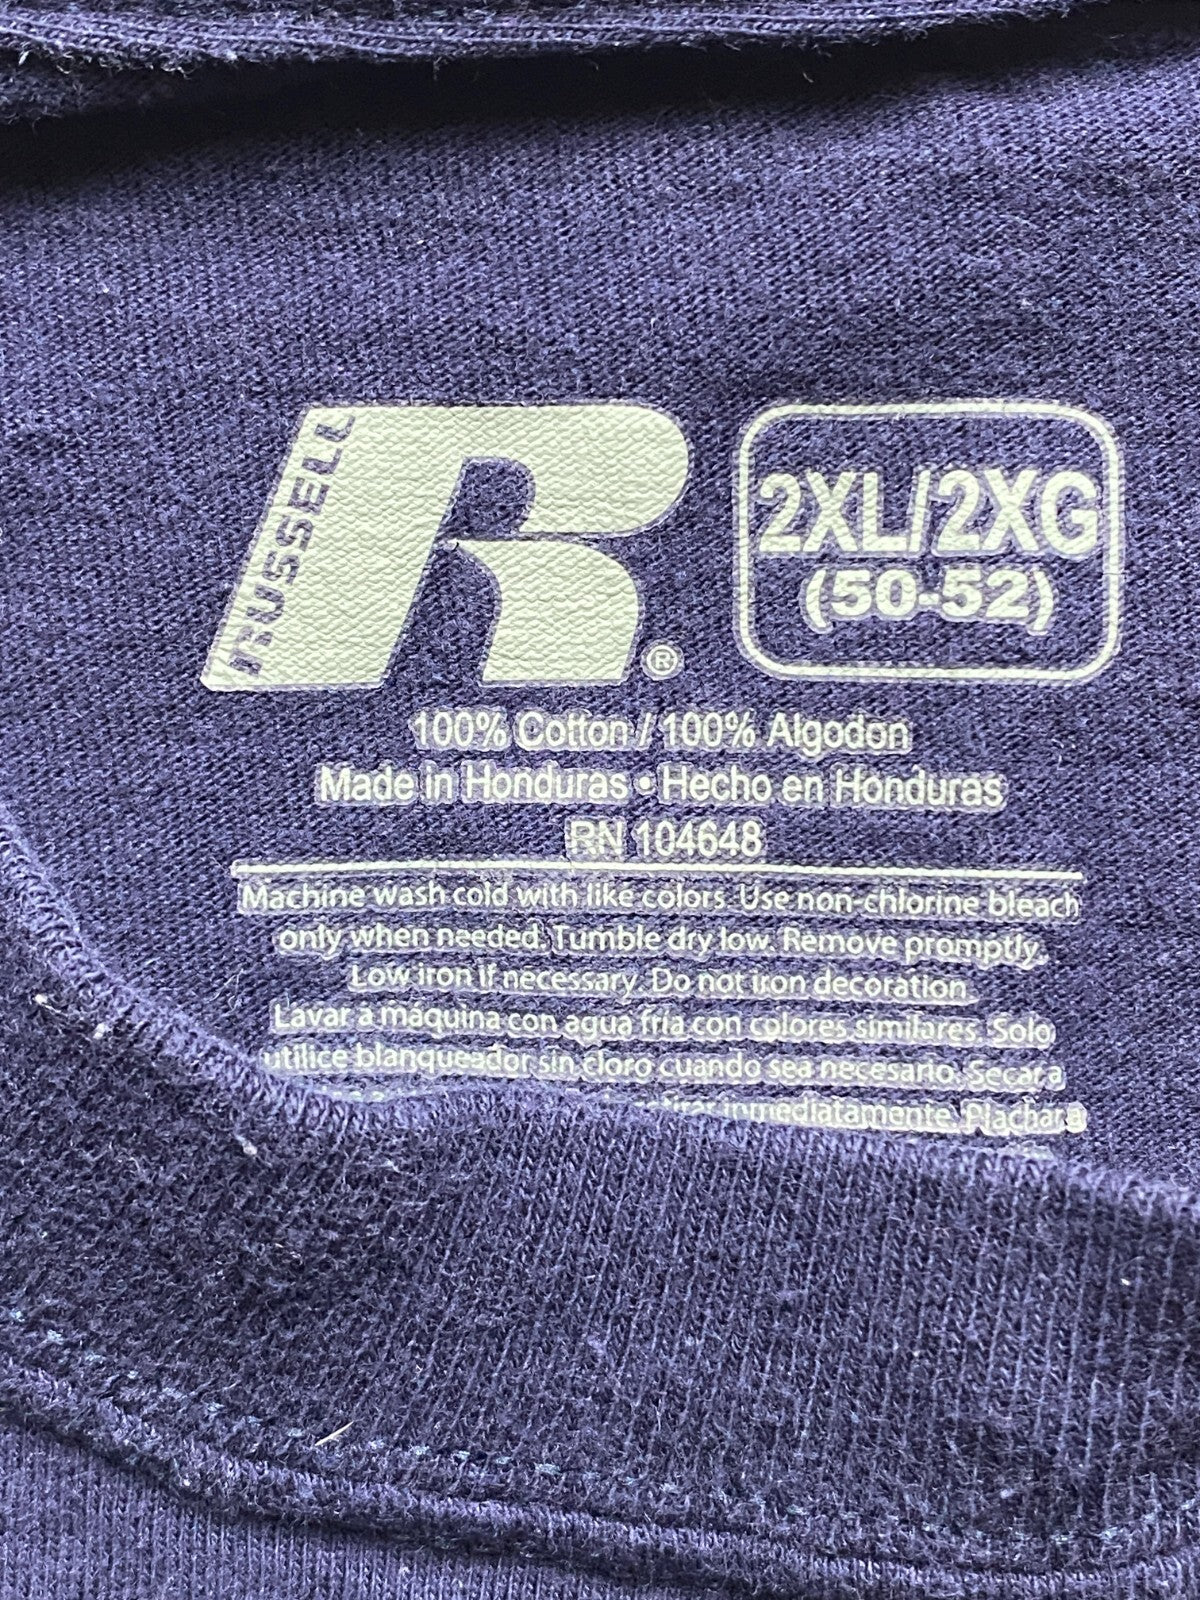 RUSSELL
R®
2XL/2XG
(50-52)
100% Cotton / 100% Algodon
Made in Honduras • Hecho en Honduras
RN 104648
Machine wash cold with like colors. Use non-chlorine bleach
only when needed. Tumble dry low. Remove promptly.
Low iron if necessary. Do not iron decoration.
Lavar a máquina con agua fría con colores similares. Solo
utilice blanqueador sin cloro cuando sea necesario. Secar a
inmediatamente. Plachar a